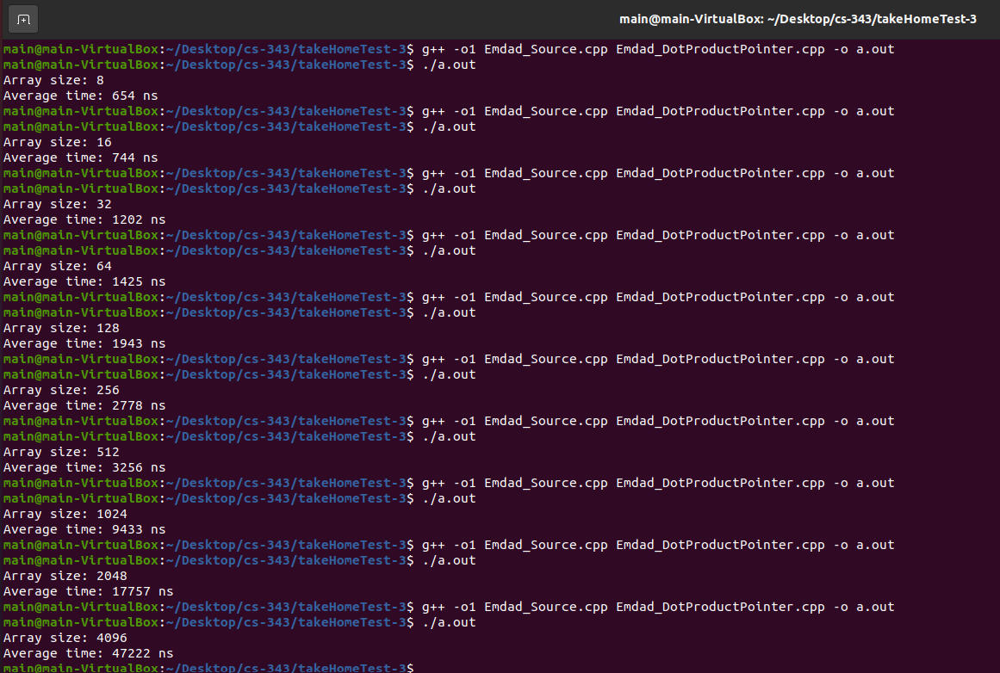 main@main-VirtualBox: ~/Desktop/cs-343/takeHomeTest-3
main@main-VirtualBox:~/Desktop/cs-343/takeHomeTest-3$ g++ -o1 Emdad_Source.cpp Emdad_DotProductPointer.cpp -o a.out
main@main-VirtualBox:~/Desktop/cs-343/takeHomeTest-3$ ./a.out
Array size: 8
Average time: 654 ns
main@main-VirtualBox:~/Desktop/cs-343/takeHomeTest-3$ g++ -o1 Emdad_Source.cpp Emdad_DotProductPointer.cpp -o a.out
main@main-VirtualBox:~/Desktop/cs-343/takeHomeTest-3$ ./a.out
Array size: 16
Average time: 744 ns
main@main-VirtualBox:~/Desktop/cs-343/takeHomeTest-3$ g++ -o1 Emdad_Source.cpp Emdad_DotProductPointer.cpp -o a.out
main@main-VirtualBox:~/Desktop/cs-343/takeHomeTest-3$ ./a.out
Array size: 32
Average time: 1202 ns
main@main-VirtualBox:~/Desktop/cs-343/takeHomeTest-3$ g++ -o1 Emdad_Source.cpp Emdad_DotProductPointer.cpp -o a.out
main@main-VirtualBox:~/Desktop/cs-343/takeHomeTest-3$ ./a.out
Array size: 64
Average time: 1425 ns
main@main-VirtualBox:~/Desktop/cs-343/takeHomeTest-3$ g++ -o1 Emdad_Source.cpp Emdad_DotProductPointer.cpp -o a.out
main@main-VirtualBox:~/Desktop/cs-343/takeHomeTest-3$ ./a.out
Array size: 128
Average time: 1943 ns
main@main-VirtualBox:~/Desktop/cs-343/takeHomeTest-3$ g++ -o1 Emdad_Source.cpp Emdad_DotProductPointer.cpp -o a.out
main@main-VirtualBox:~/Desktop/cs-343/takeHomeTest-3$ ./a.out
Array size: 256
Average time: 2778 ns
main@main-VirtualBox:~/Desktop/cs-343/takeHomeTest-3$ g++ -o1 Emdad_Source.cpp Emdad_DotProductPointer.cpp -o a.out
main@main-VirtualBox:~/Desktop/cs-343/takeHomeTest-3$ ./a.out
Array size: 512
Average time: 3256 ns
main@main-VirtualBox:~/Desktop/cs-343/takeHomeTest-3$ g++ -o1 Emdad_Source.cpp Emdad_DotProductPointer.cpp -o a.out
main@main-VirtualBox:~/Desktop/cs-343/takeHomeTest-3$ ./a.out
Array size: 1024
Average time: 9433 ns
main@main-VirtualBox:~/Desktop/cs-343/takeHomeTest-3$ g++ -o1 Emdad_Source.cpp Emdad_DotProductPointer.cpp -o a.out
main@main-VirtualBox:~/Desktop/cs-343/takeHomeTest-3$ ./a.out
Array size: 2048
Average time: 17757 ns
main@main-VirtualBox:~/Desktop/cs-343/takeHomeTest-3$ g++ -o1 Emdad_Source.cpp Emdad_DotProductPointer.cpp -o a.out
main@main-VirtualBox:~/Desktop/cs-343/takeHomeTest-3$ ./a.out
Array size: 4096
Average time: 47222 ns
main@main-VirtualBox:~/Desktop/cs-343/takeHomeTest-3$